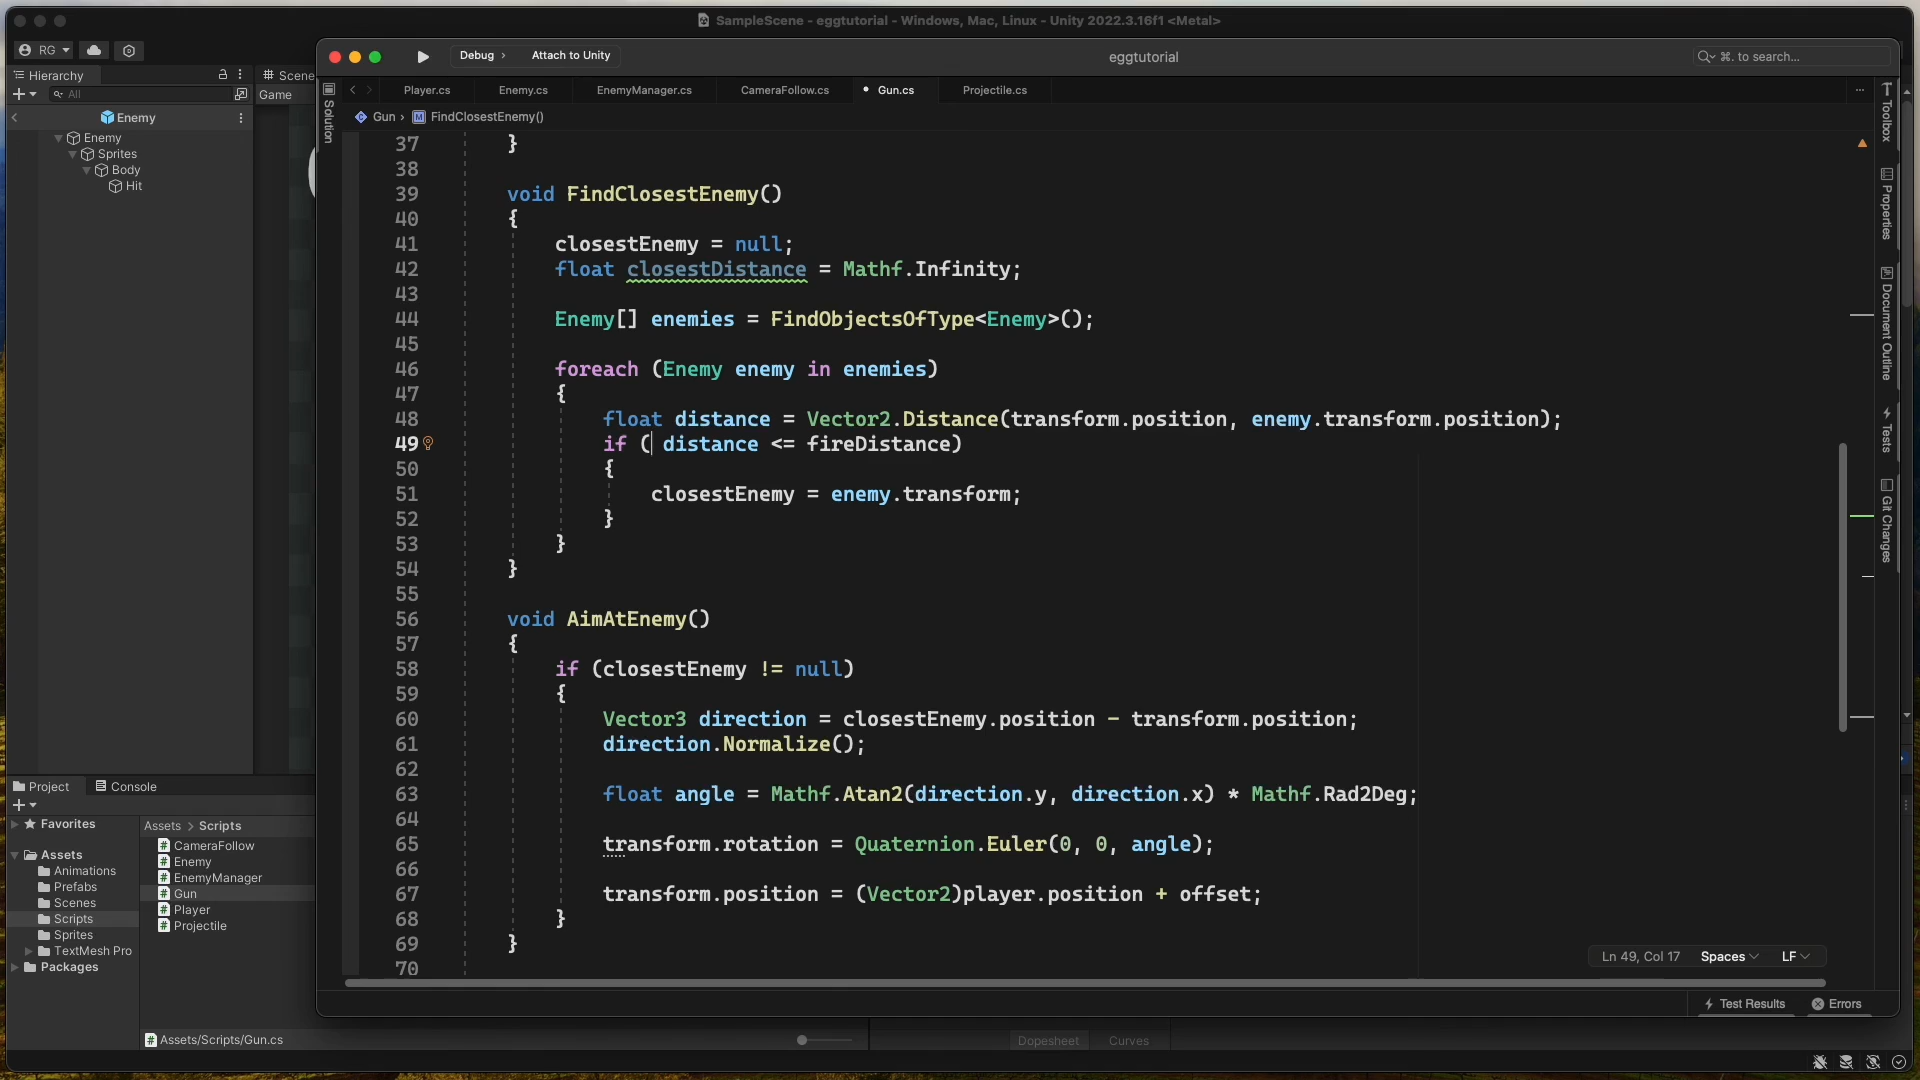 SampleScene - eggtutorial - Windows, Mac, Linux - Unity 2022.3.16f1 <Metal>
RG
Hierarchy
All
Enemy
Enemy
Sprites
Body
Hit
Scene
Game
Debug
Attach to Unity
eggtutorial
⌘. to search...
Player.cs
Enemy.cs
EnemyManager.cs
CameraFollow.cs
Gun.cs
Projectile.cs
...
Gun › M FindClosestEnemy()
Solution
37 }
38
39 void FindClosestEnemy()
40 {
41 closestEnemy = null;
42 float closestDistance = Mathf.Infinity;
43
44 Enemy[] enemies = FindObjectsOfType<Enemy>();
45
46 foreach (Enemy enemy in enemies)
47 {
48 float distance = Vector2.Distance(transform.position, enemy.transform.position);
49 if ( distance <= fireDistance)
50 {
51 closestEnemy = enemy.transform;
52 }
53 }
54 }
55
56 void AimAtEnemy()
57 {
58 if (closestEnemy != null)
59 {
60 Vector3 direction = closestEnemy.position - transform.position;
61 direction.Normalize();
62
63 float angle = Mathf.Atan2(direction.y, direction.x) * Mathf.Rad2Deg;
64
65 transform.rotation = Quaternion.Euler(0, 0, angle);
66
67 transform.position = (Vector2)player.position + offset;
68 }
69 }
70
Toolbox
Properties
Document Outline
Tests
Git Changes
Ln 49, Col 17 Spaces LF
Test Results
Errors
Project
Console
Favorites
Assets
Animations
Prefabs
Scenes
Scripts
Sprites
TextMesh Pro
Packages
Assets > Scripts
CameraFollow
Enemy
EnemyManager
Gun
Player
Projectile
Assets/Scripts/Gun.cs
Dopesheet
Curves